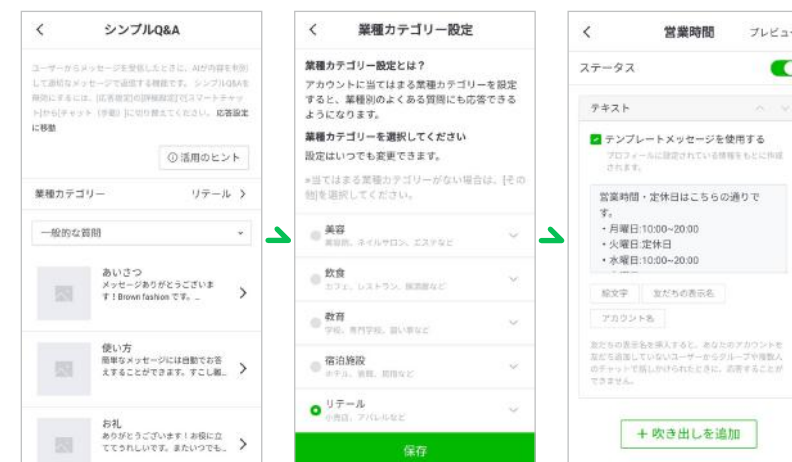 シンプルQ&A
ユーザーからメッセージを受信したときに、AIが内容を判別
して適切なメッセージで返信する機能です。 シンプルQ&Aを
無効にするには、[応答設定]の[詳細設定]で[スマートチャッ
ト]から[チャット（手動）]に切り替えてください。 応答設定
に移動
活用のヒント
業種カテゴリー リテール
一般的な質問
あいさつ
メッセージありがとうございま
す！Brown fashion です。...
使い方
簡単なメッセージには自動でお答
えすることができます。すこし難...
お礼
ありがとうございます！お役に立
ててうれしいです。またいつでも...
業種カテゴリー設定
業種カテゴリー設定とは？
アカウントに当てはまる業種カテゴリーを設定
すると、業種別のよくある質問にも応答できる
ようになります。
業種カテゴリーを選択してください
設定はいつでも変更できます。
※当てはまる業種カテゴリーがない場合は、[その
他]を選択してください。
美容
美容院、ネイルサロン、エステなど
飲食
カフェ、レストラン、居酒屋など
教育
学校、専門学校、習い事など
宿泊施設
ホテル、旅館、民宿など
リテール
小売店、アパレルなど
保存
営業時間 プレビュー
ステータス
テキスト
テンプレートメッセージを使用する
プロフィールに設定されている情報をもとに作成
されます。
営業時間・定休日はこちらの通りで
す。
・月曜日:10:00~20:00
・火曜日:定休日
・水曜日:10:00~20:00
絵文字 友だちの表示名
アカウント名
友だちの表示名を挿入すると、あなたのアカウントを
友だち追加していないユーザーからグループや複数人
のチャットで話しかけられたときに、応答することが
できません。
+ 吹き出しを追加